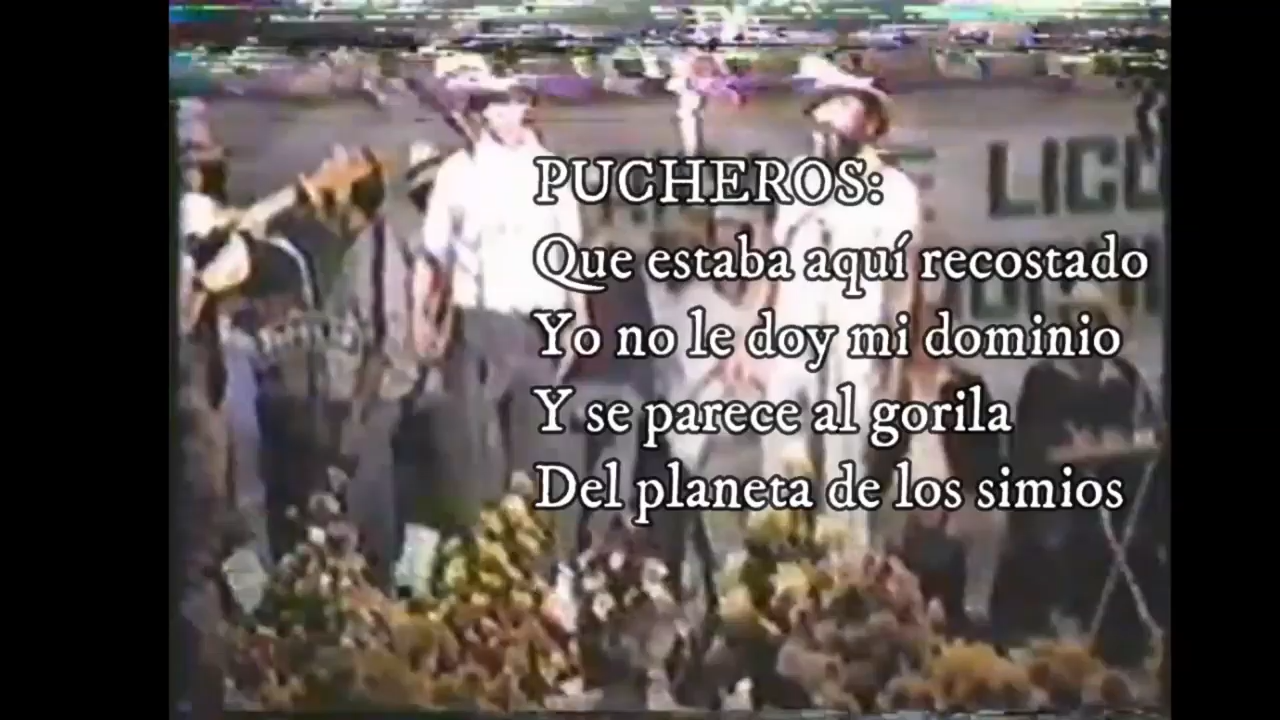 PUCHEROS:
Que estaba aquí recostado
Yo no le doy mi dominio
Y se parece al gorila
Del planeta de los simios